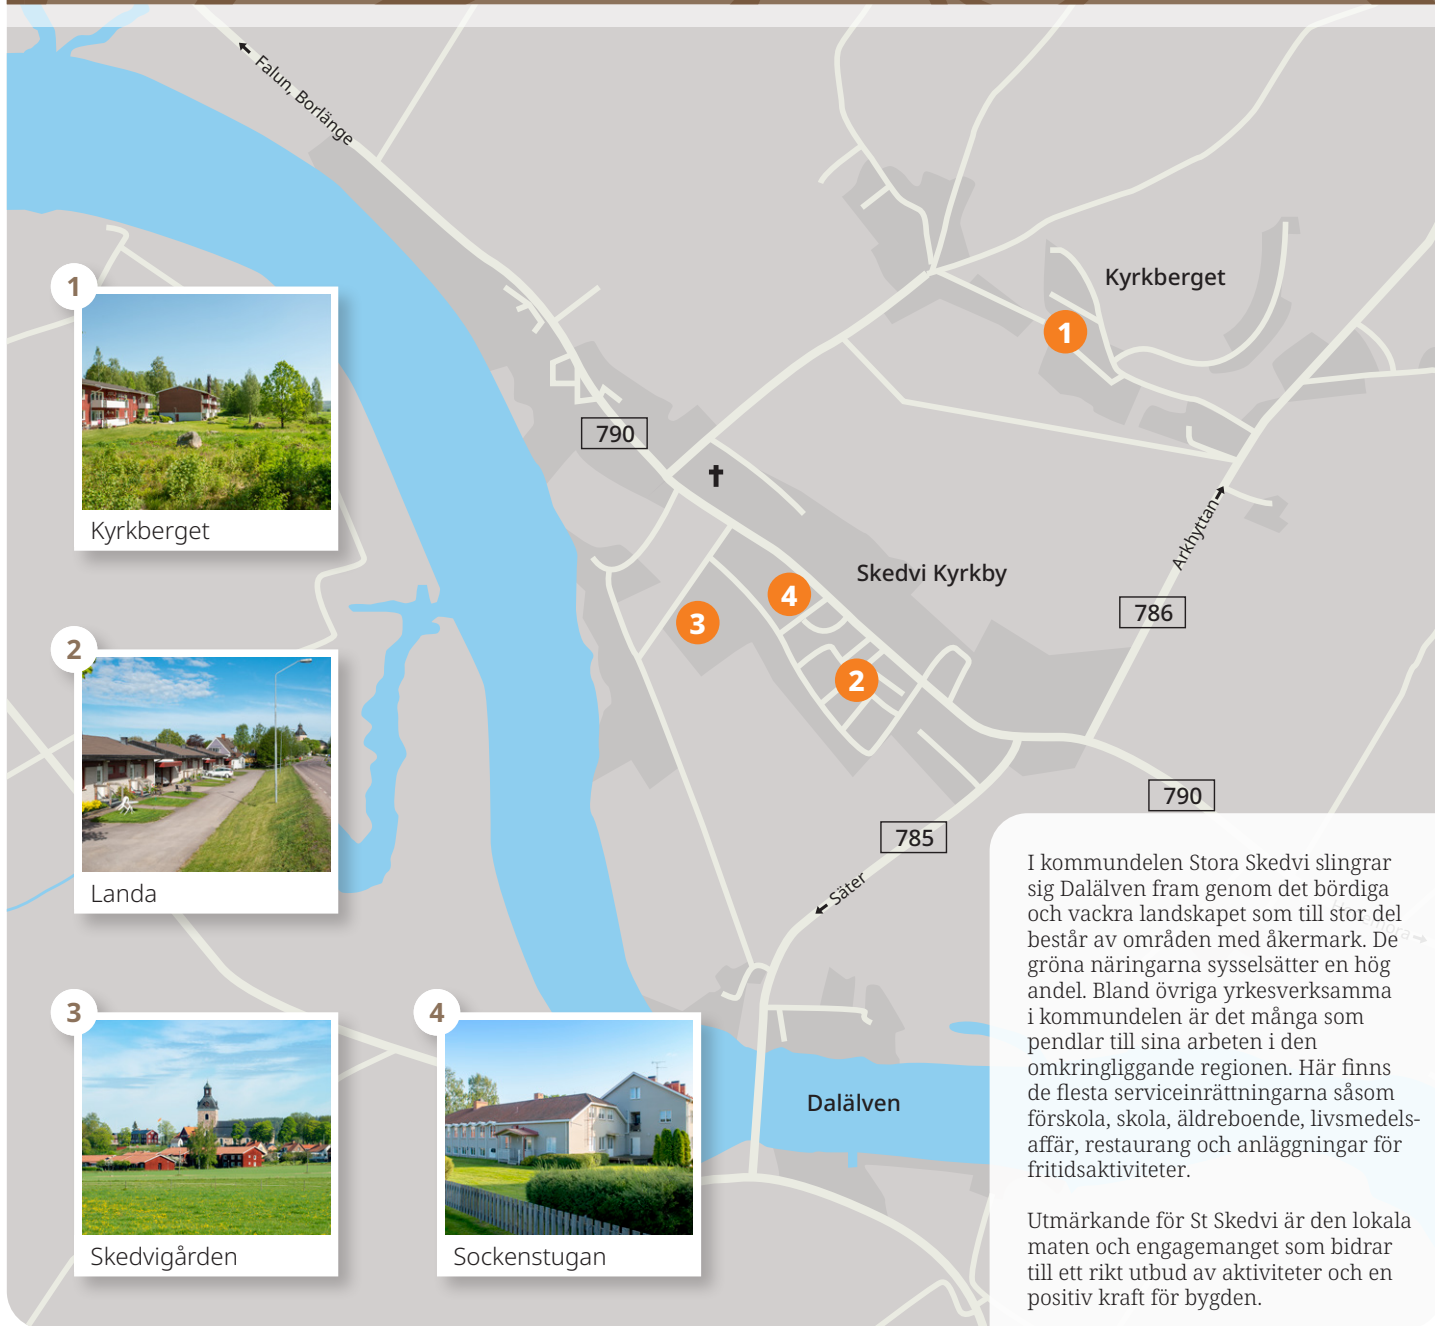 Falun, Borlänge
1
Kyrkberget
Kyrkberget
1
790
Arkhyttan
Skedvi Kyrkby
4
3
786
2
2
Landa
790
785
Säter
I kommundelen Stora Skedvi slingrar
sig Dalälven fram genom det bördiga
och vackra landskapet som till stor del
består av områden med åkermark. De
gröna näringarna sysselsätter en hög
andel. Bland övriga yrkesverksamma
i kommundelen är det många som
pendlar till sina arbeten i den
omkringliggande regionen. Här finns
de flesta serviceinrättningarna såsom
förskola, skola, äldreboende, livsmedels-
affär, restaurang och anläggningar för
fritidsaktiviteter.
Utmärkande för St Skedvi är den lokala
maten och engagemanget som bidrar
till ett rikt utbud av aktiviteter och en
positiv kraft för bygden.
3
Skedvigården
4
Sockenstugan
Dalälven